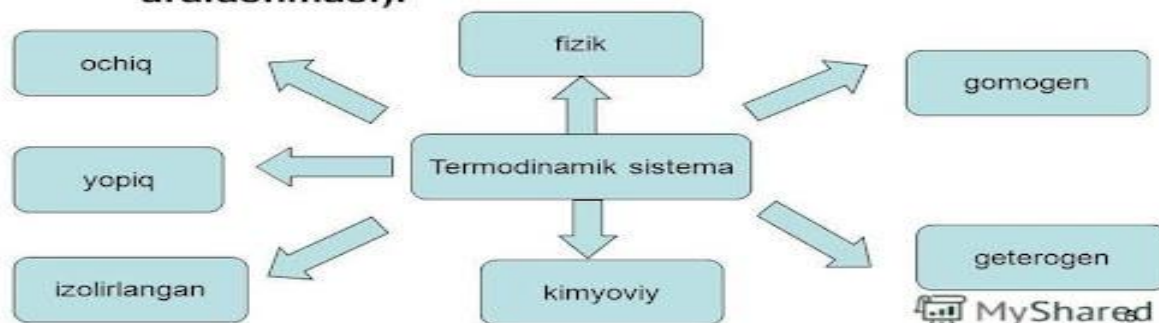 fizik
ochiq
gomogen
Termodinamik sistema
yopiq
geterogen
izolirlangan
kimyoviy
MyShared